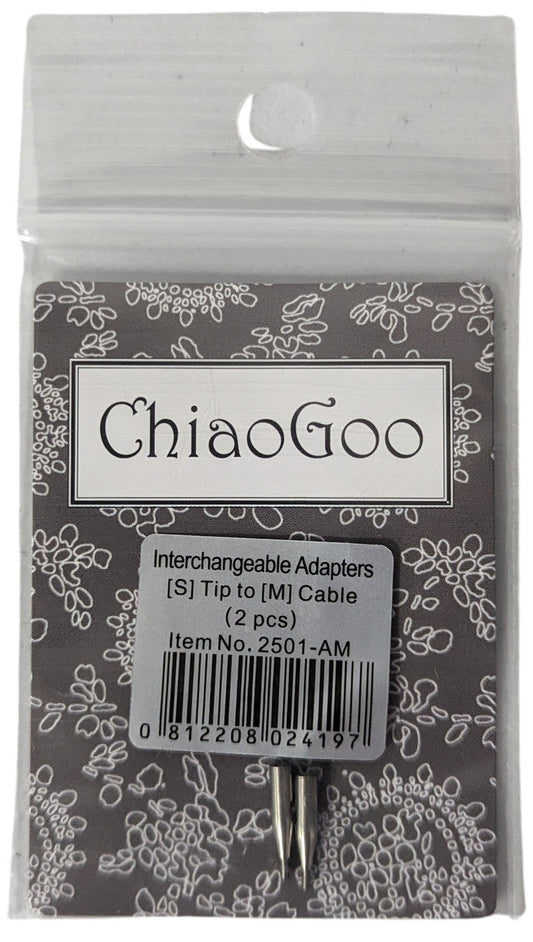 ChiaoGoo
Interchangeable Adapters
[S] Tip to [M] Cable
(2 pcs)
Item No. 2501-AM
0 812208 024197